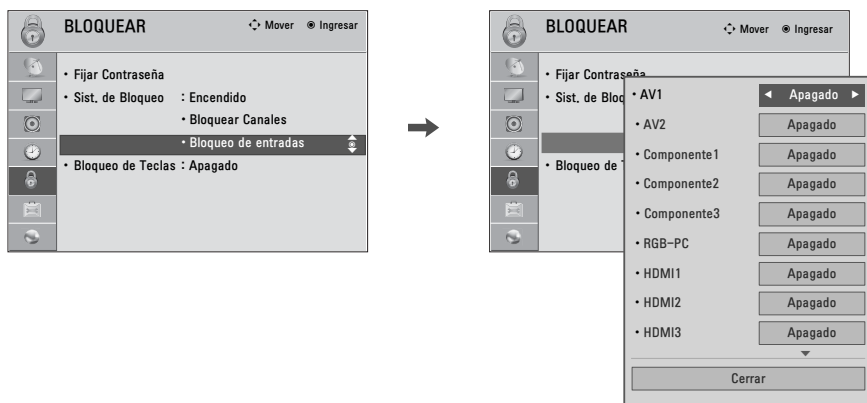 BLOQUEAR Mover Ingresar
• Fijar Contraseña
• Sist. de Bloqueo : Encendido
• Bloquear Canales
• Bloqueo de entradas
• Bloqueo de Teclas : Apagado
BLOQUEAR Mover Ingresar
• Fijar Contraseña
• Sist. de Bloq
• Bloqueo de
• AV1 ◄ Apagado ►
• AV2 Apagado
• Componente1 Apagado
• Componente2 Apagado
• Componente3 Apagado
• RGB-PC Apagado
• HDMI1 Apagado
• HDMI2 Apagado
• HDMI3 Apagado
Cerrar